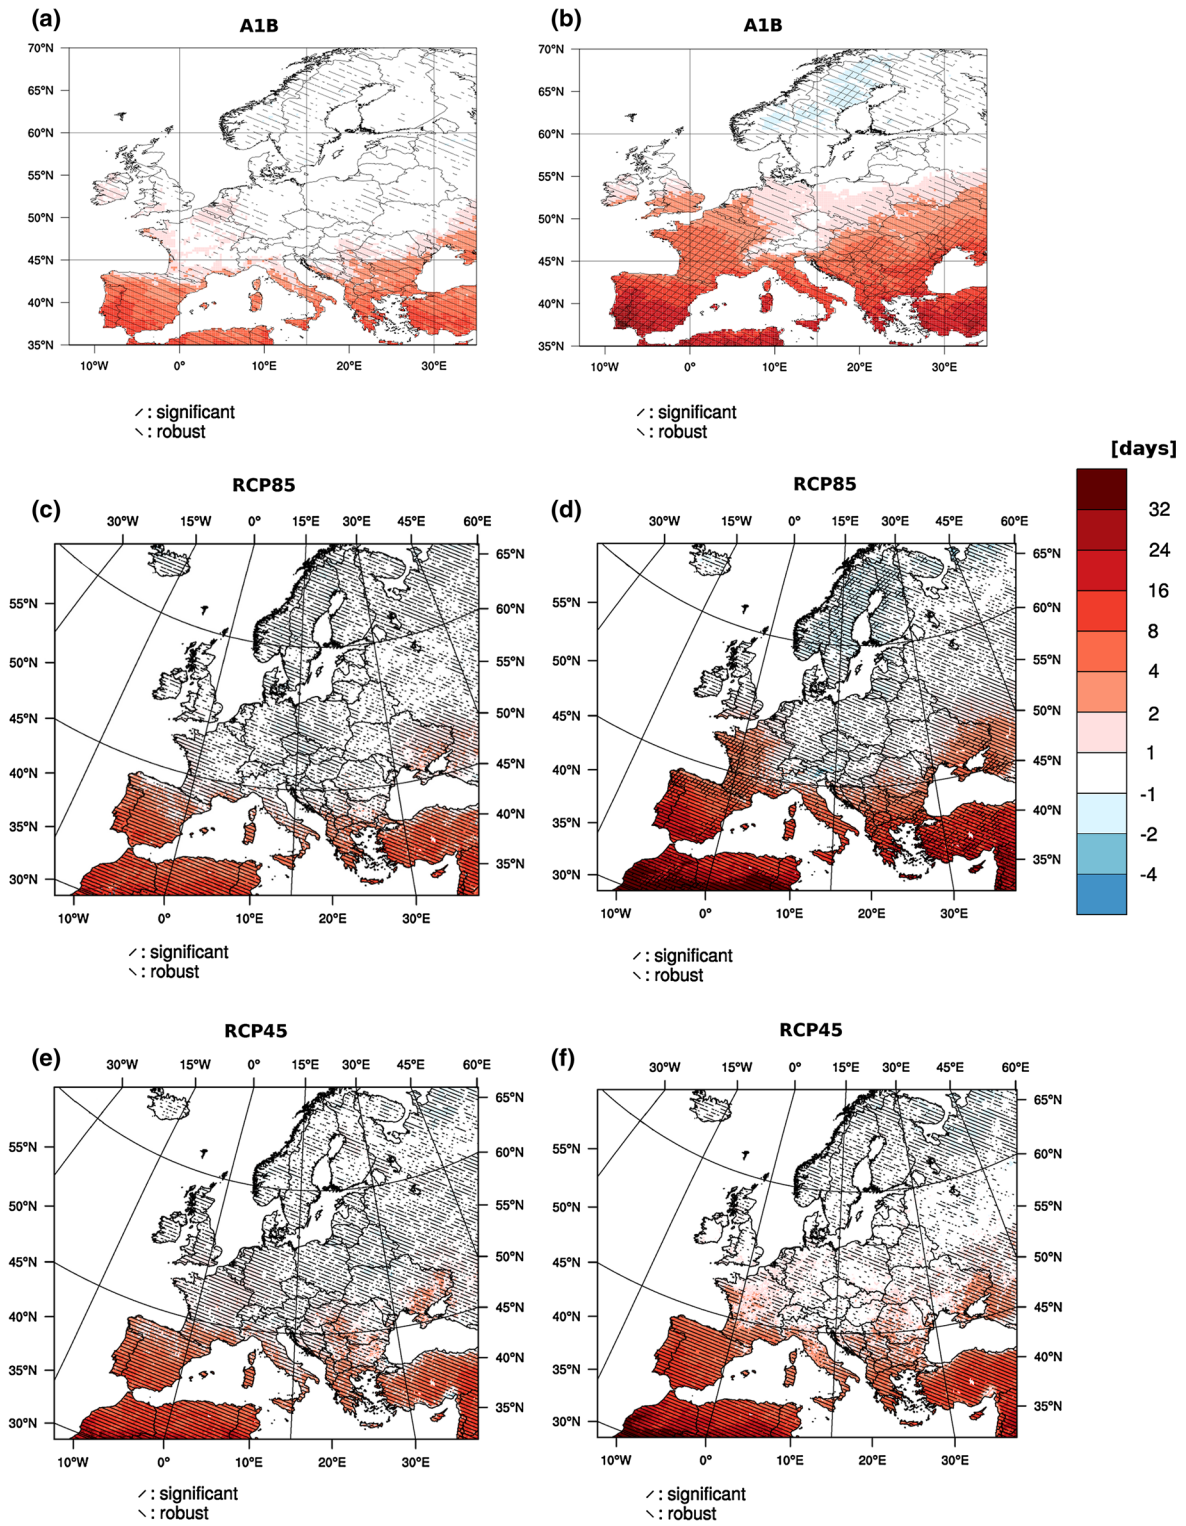 (a) A1B
(b) A1B
70°N
65°N
60°N
55°N
50°N
45°N
40°N
35°N
10°W 0° 10°E 20°E 30°E
70°N
65°N
60°N
55°N
50°N
45°N
40°N
35°N
10°W 0° 10°E 20°E 30°E
⟋ : significant
⟍ : robust
⟋ : significant
⟍ : robust
[days]
32
24
16
8
4
2
1
-1
-2
-4
(c) RCP85
30°W 15°W 0° 15°E 30°E 45°E 60°E
55°N
50°N
45°N
40°N
35°N
30°N
65°N
60°N
55°N
50°N
45°N
40°N
35°N
10°W 0° 10°E 20°E 30°E
⟋ : significant
⟍ : robust
(d) RCP85
30°W 15°W 0° 15°E 30°E 45°E 60°E
55°N
50°N
45°N
40°N
35°N
30°N
65°N
60°N
55°N
50°N
45°N
40°N
35°N
10°W 0° 10°E 20°E 30°E
⟋ : significant
⟍ : robust
(e) RCP45
30°W 15°W 0° 15°E 30°E 45°E 60°E
55°N
50°N
45°N
40°N
35°N
30°N
65°N
60°N
55°N
50°N
45°N
40°N
35°N
10°W 0° 10°E 20°E 30°E
⟋ : significant
⟍ : robust
(f) RCP45
30°W 15°W 0° 15°E 30°E 45°E 60°E
55°N
50°N
45°N
40°N
35°N
30°N
65°N
60°N
55°N
50°N
45°N
40°N
35°N
10°W 0° 10°E 20°E 30°E
⟋ : significant
⟍ : robust